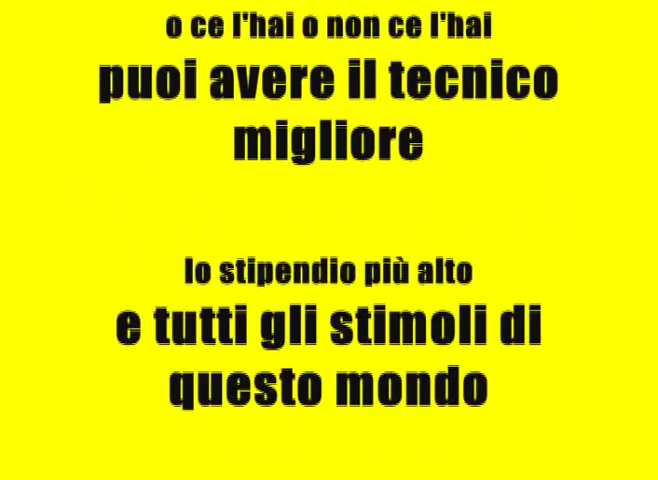 o ce l'hai o non ce l'hai
puoi avere il tecnico
migliore
lo stipendio più alto
e tutti gli stimoli di
questo mondo